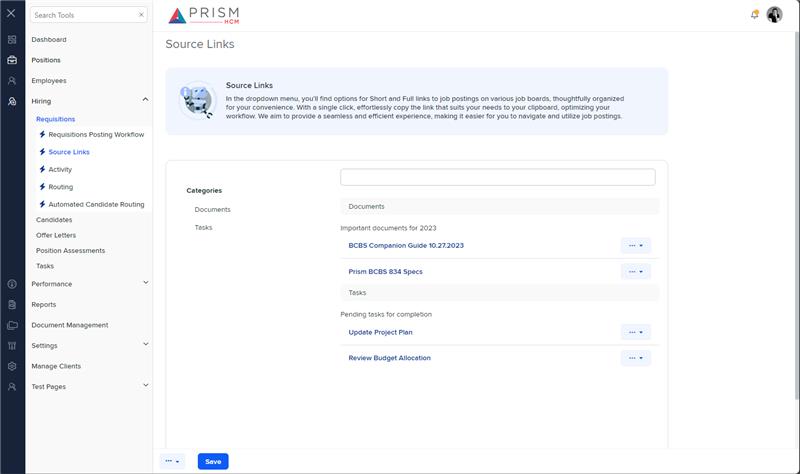 Search Tools
Dashboard
Positions
Employees
Hiring
Requisitions
Requisitions Posting Workflow
Source Links
Activity
Routing
Automated Candidate Routing
Candidates
Offer Letters
Position Assessments
Tasks
Performance
Reports
Document Management
Settings
Manage Clients
Test Pages
PRISM
HCM
Source Links
Source Links
In the dropdown menu, you'll find options for Short and Full links to job postings on various job boards, thoughtfully organized
for your convenience. With a single click, effortlessly copy the link that suits your needs to your clipboard, optimizing your
workflow. We aim to provide a seamless and efficient experience, making it easier for you to navigate and utilize job postings.
Categories
Documents
Tasks
Documents
Important documents for 2023
BCBS Companion Guide 10.27.2023
Prism BCBS 834 Specs
Tasks
Pending tasks for completion
Update Project Plan
Review Budget Allocation
Save